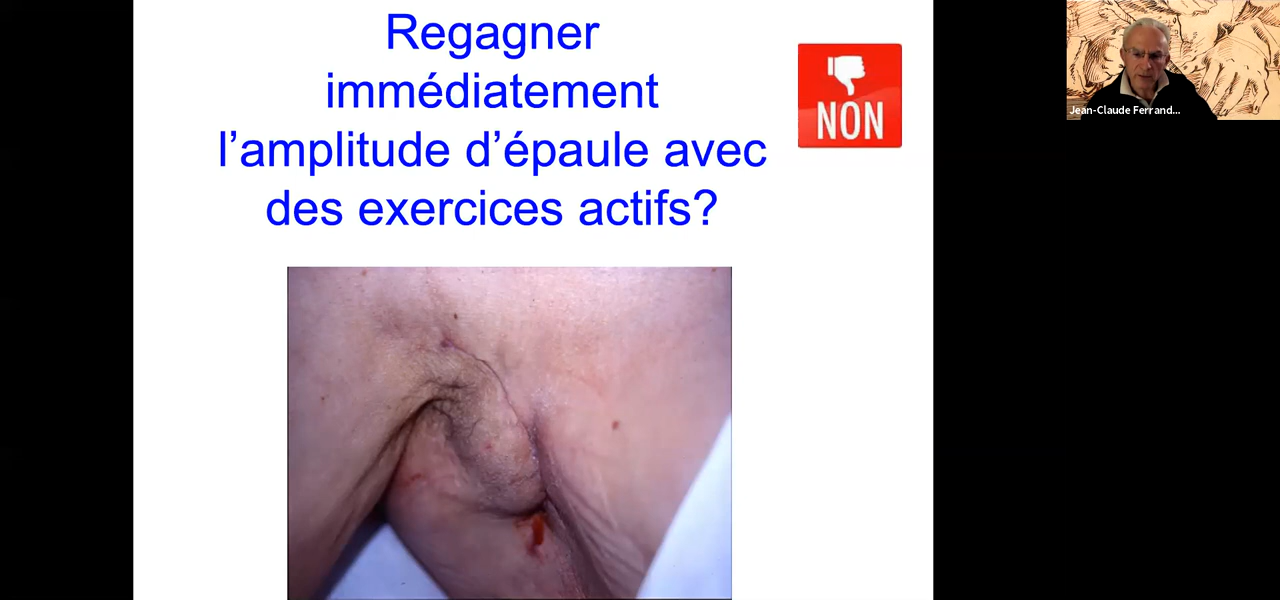 Regagner
immédiatement
l’amplitude d’épaule avec
des exercices actifs?
NON
Jean-Claude Ferrand...